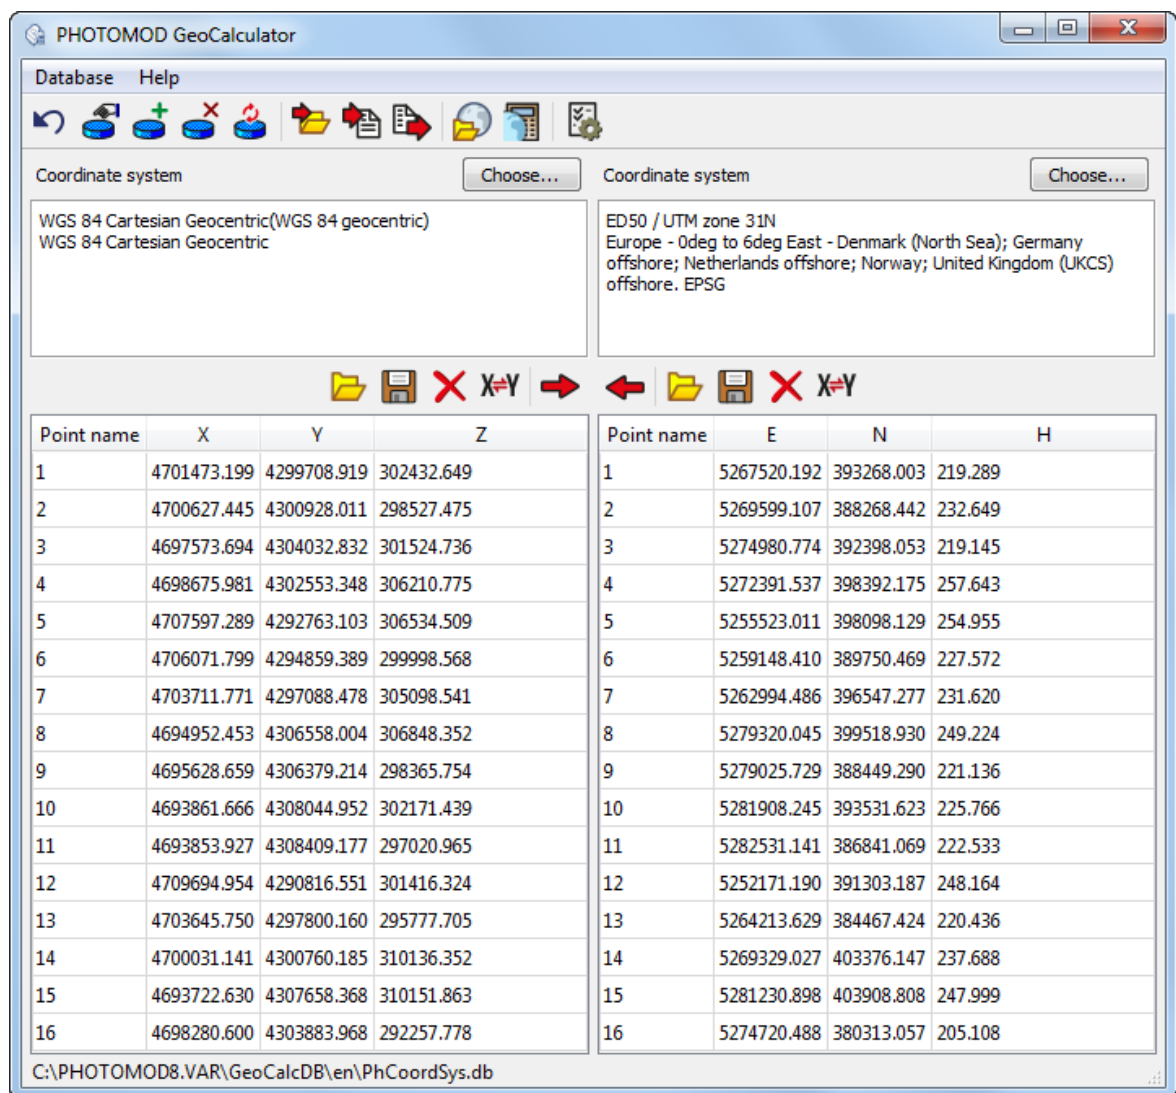 PHOTOMOD GeoCalculator
Database Help
Coordinate system Choose...
WGS 84 Cartesian Geocentric(WGS 84 geocentric)
WGS 84 Cartesian Geocentric
Coordinate system Choose...
ED50 / UTM zone 31N
Europe - 0deg to 6deg East - Denmark (North Sea); Germany
offshore; Netherlands offshore; Norway; United Kingdom (UKCS)
offshore. EPSG
X⇌Y
X⇌Y
Point name X Y Z
1 4701473.199 4299708.919 302432.649
2 4700627.445 4300928.011 298527.475
3 4697573.694 4304032.832 301524.736
4 4698675.981 4302553.348 306210.775
5 4707597.289 4292763.103 306534.509
6 4706071.799 4294859.389 299998.568
7 4703711.771 4297088.478 305098.541
8 4694952.453 4306558.004 306848.352
9 4695628.659 4306379.214 298365.754
10 4693861.666 4308044.952 302171.439
11 4693853.927 4308409.177 297020.965
12 4709694.954 4290816.551 301416.324
13 4703645.750 4297800.160 295777.705
14 4700031.141 4300760.185 310136.352
15 4693722.630 4307658.368 310151.863
16 4698280.600 4303883.968 292257.778
Point name E N H
1 5267520.192 393268.003 219.289
2 5269599.107 388268.442 232.649
3 5274980.774 392398.053 219.145
4 5272391.537 398392.175 257.643
5 5255523.011 398098.129 254.955
6 5259148.410 389750.469 227.572
7 5262994.486 396547.277 231.620
8 5279320.045 399518.930 249.224
9 5279025.729 388449.290 221.136
10 5281908.245 393531.623 225.766
11 5282531.141 386841.069 222.533
12 5252171.190 391303.187 248.164
13 5264213.629 384467.424 220.436
14 5269329.027 403376.147 237.688
15 5281230.898 403908.808 247.999
16 5274720.488 380313.057 205.108
C:\PHOTOMOD8.VAR\GeoCalcDB\en\PhCoordSys.db